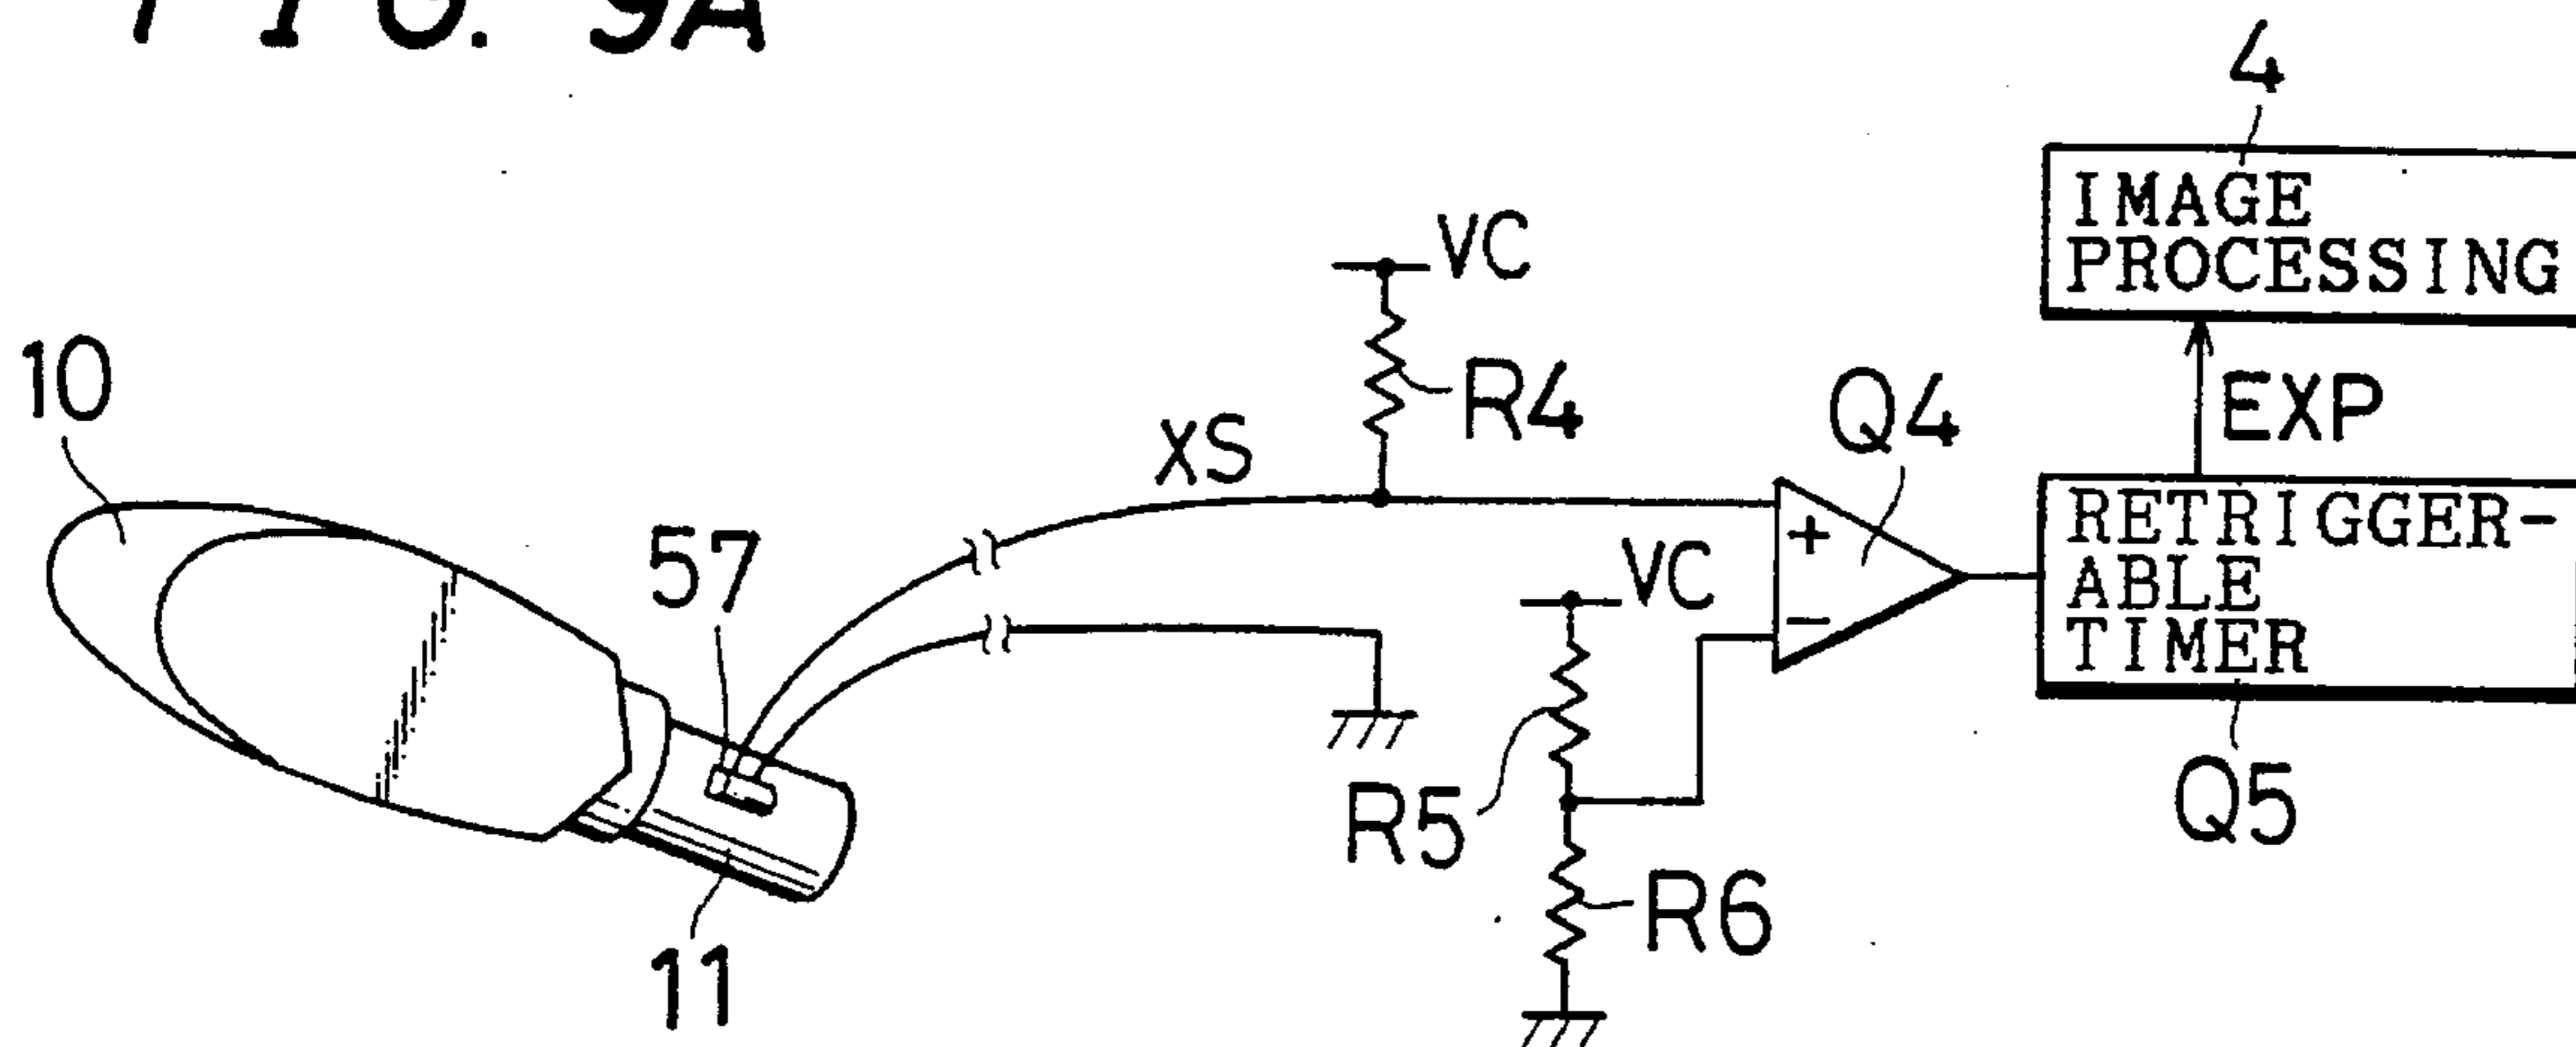 FIG. 9A
4
IMAGE
PROCESSING
VC
10
R4
EXP
Q4
XS
57
VC
+
−
RETRIGGER-
ABLE
TIMER
R5
Q5
R6
11